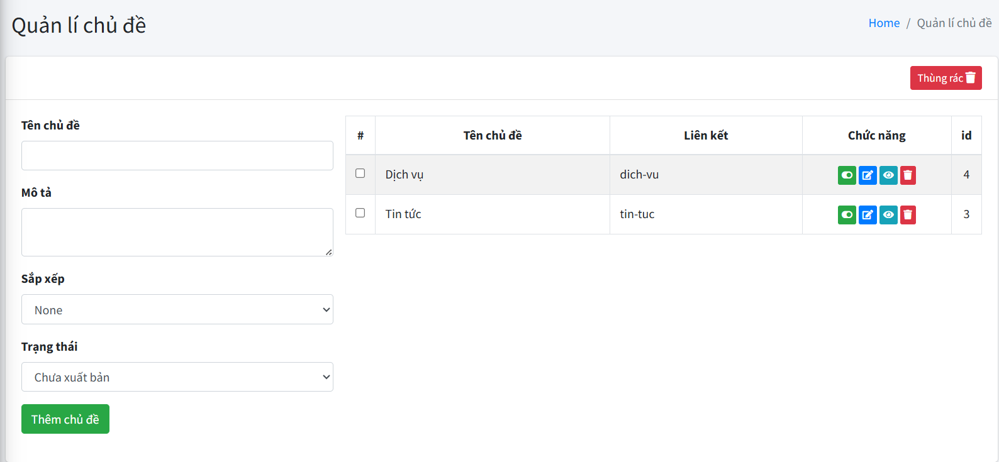 Quản lí chủ đề
Home / Quản lí chủ đề
Thùng rác
Tên chủ đề
Mô tả
Sắp xếp
None
Trạng thái
Chưa xuất bản
Thêm chủ đề
# Tên chủ đề Liên kết Chức năng id
Dịch vụ dich-vu 4
Tin tức tin-tuc 3